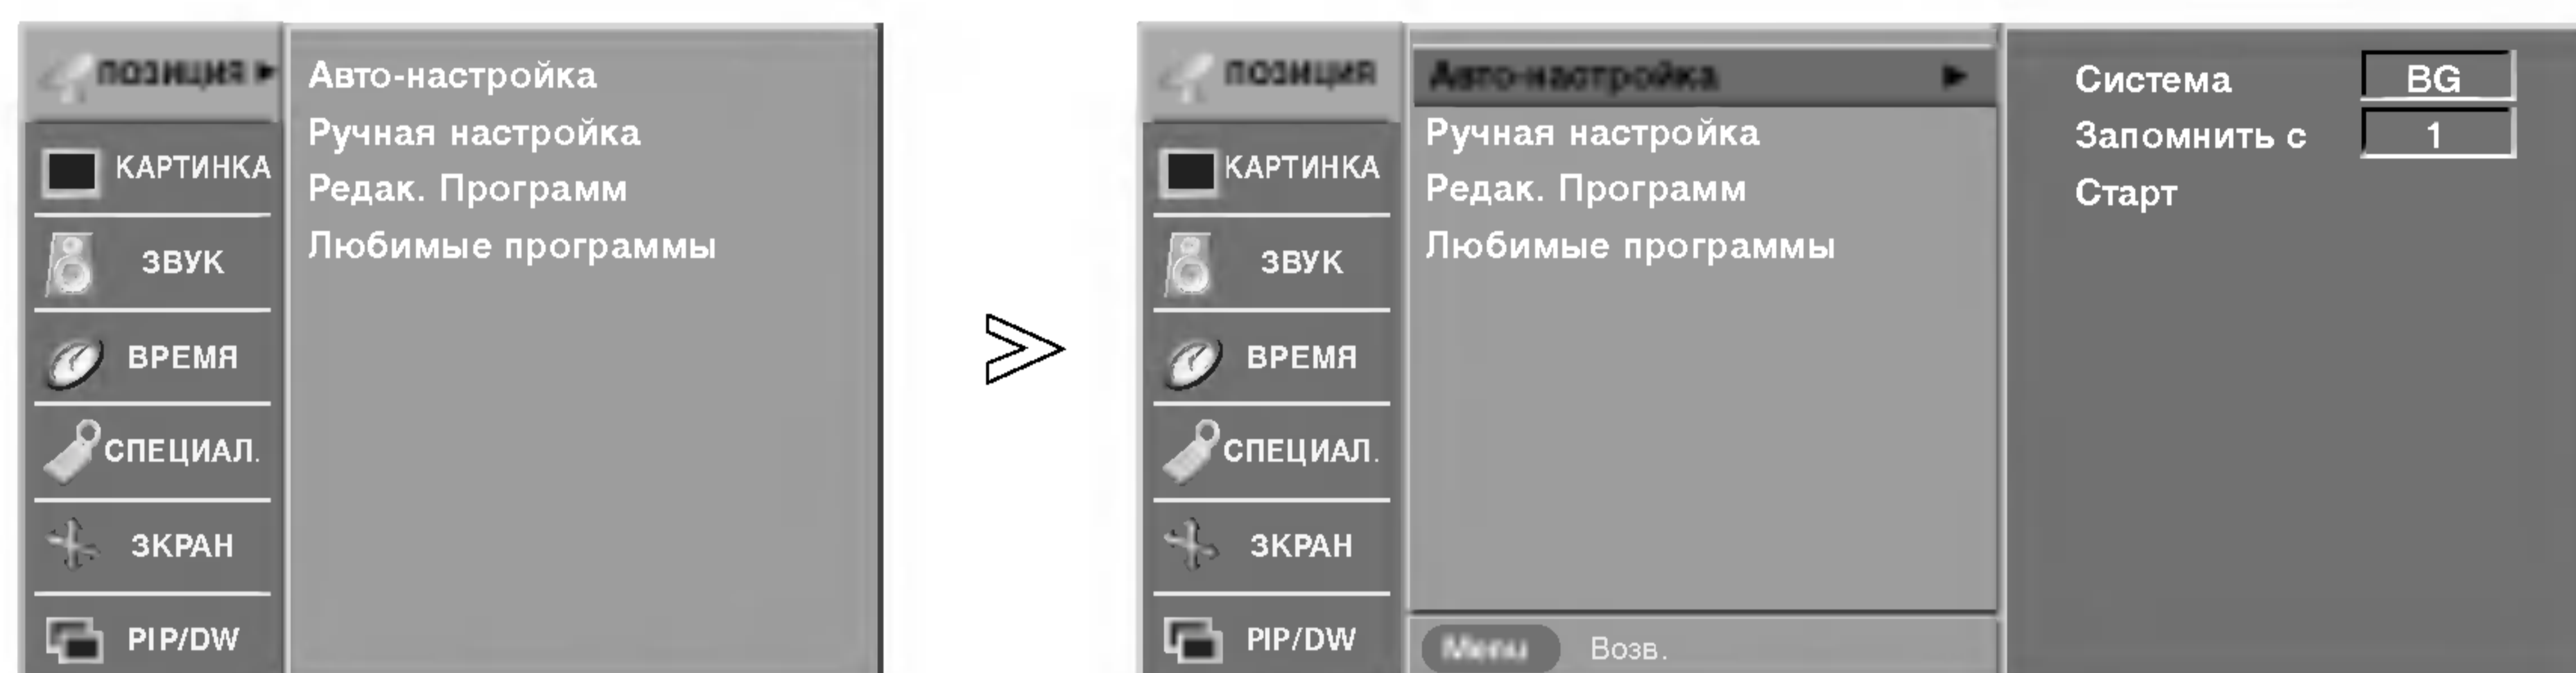 ПОЗИЦИЯ
Авто-настройка
Ручная настройка
Редак. Программ
Любимые программы
КАРТИНКА
ЗВУК
ВРЕМЯ
СПЕЦИАЛ.
ЗКРАН
PIP/DW
ПОЗИЦИЯ
КАРТИНКА
ЗВУК
ВРЕМЯ
СПЕЦИАЛ.
ЗКРАН
PIP/DW
Авто-настройка
Ручная настройка
Редак. Программ
Любимые программы
Menu Возв.
Система BG
Запомнить с 1
Старт